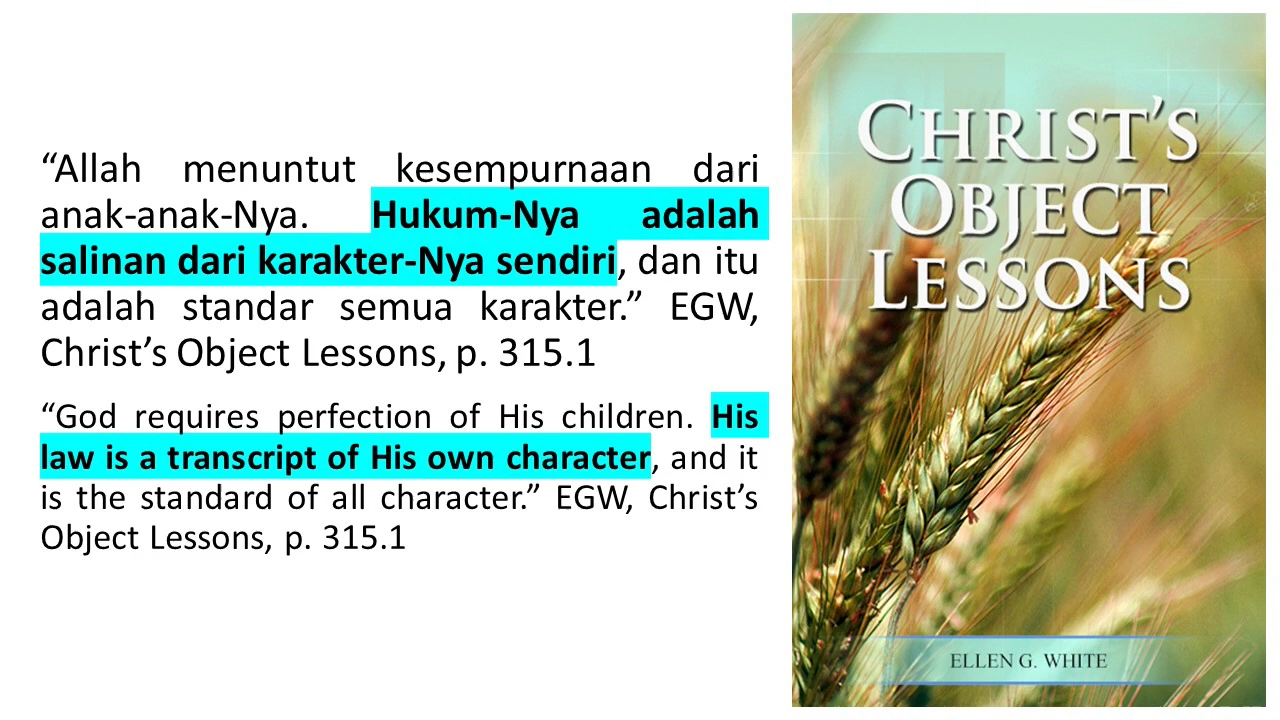 “Allah menuntut kesempurnaan dari
anak-anak-Nya. Hukum-Nya adalah
salinan dari karakter-Nya sendiri, dan itu
adalah standar semua karakter.” EGW,
Christ’s Object Lessons, p. 315.1
“God requires perfection of His children. His
law is a transcript of His own character, and it
is the standard of all character.” EGW, Christ’s
Object Lessons, p. 315.1
CHRIST’S
OBJECT
LESSONS
ELLEN G. WHITE